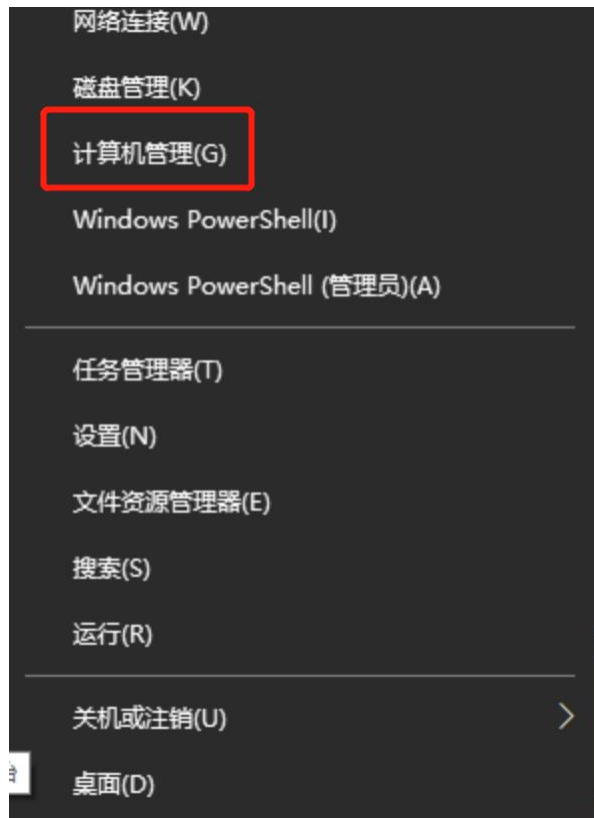 网络连接(W)
磁盘管理(K)
计算机管理(G)
Windows PowerShell(I)
Windows PowerShell (管理员)(A)
任务管理器(T)
设置(N)
文件资源管理器(E)
搜索(S)
运行(R)
关机或注销(U)
桌面(D)